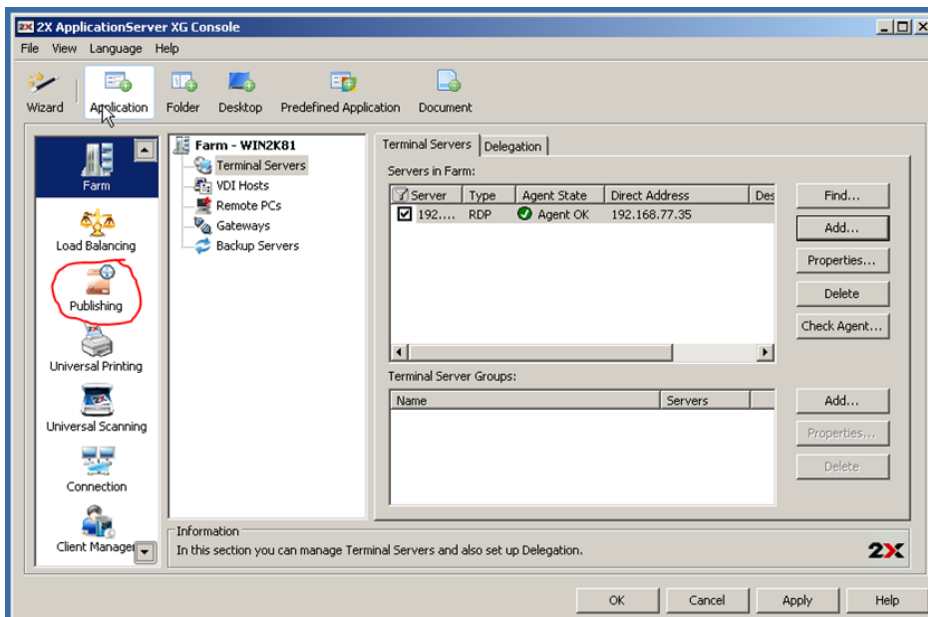 2X ApplicationServer XG Console
File View Language Help
Wizard Application Folder Desktop Predefined Application Document
Farm
Load Balancing
Publishing
Universal Printing
Universal Scanning
Connection
Client Manager
Farm - WIN2K81
Terminal Servers
VDI Hosts
Remote PCs
Gateways
Backup Servers
Terminal Servers Delegation
Servers in Farm:
Server Type Agent State Direct Address Des
192.... RDP Agent OK 192.168.77.35
Find...
Add...
Properties...
Delete
Check Agent...
Terminal Server Groups:
Name Servers
Add...
Properties...
Delete
Information
In this section you can manage Terminal Servers and also set up Delegation.
2X
OK Cancel Apply Help